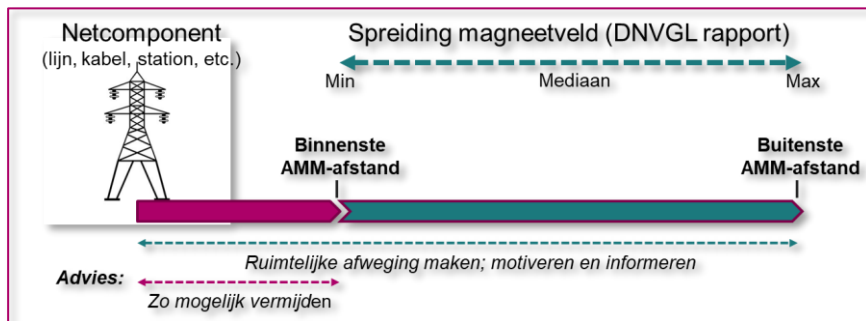 Netcomponent
(lijn, kabel, station, etc.)
Spreiding magneetveld (DNVGL rapport)
Min Mediaan Max
Binnenste
AMM-afstand
Buitenste
AMM-afstand
Ruimtelijke afweging maken; motiveren en informeren
Advies:
Zo mogelijk vermijden